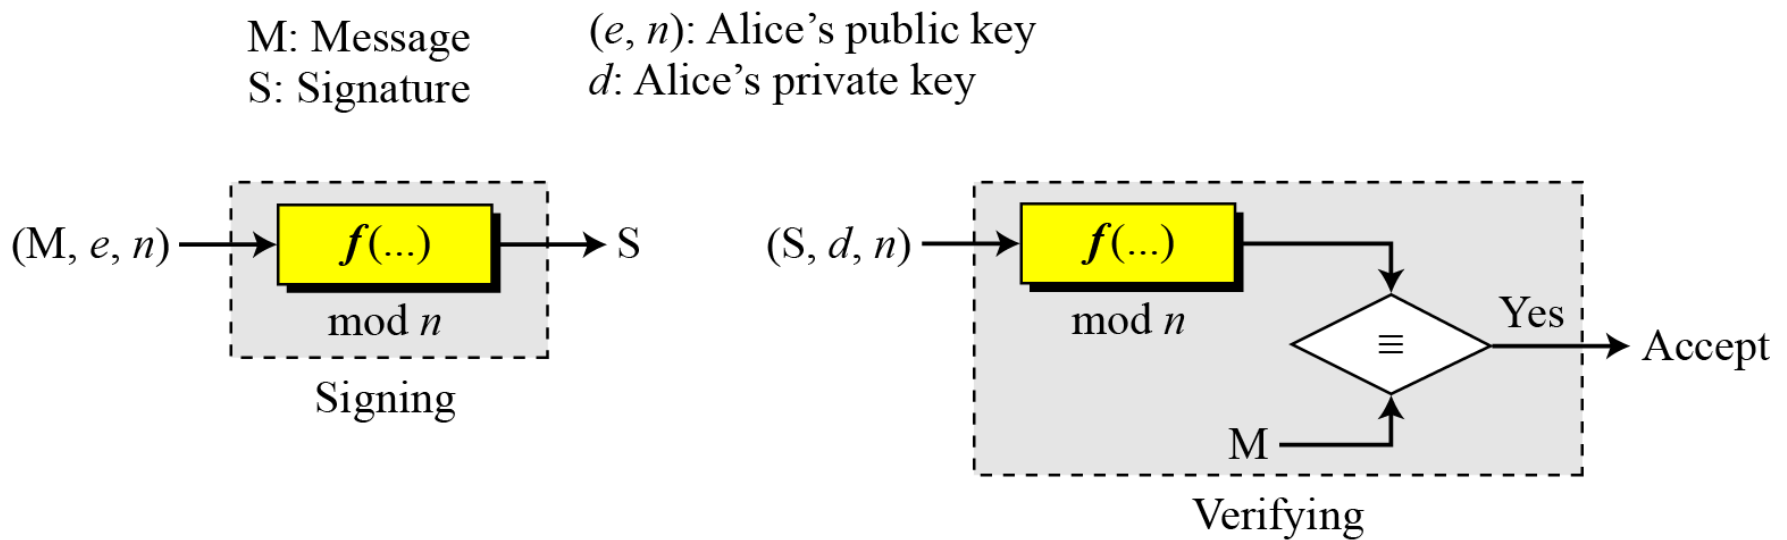 M: Message
S: Signature
(e, n): Alice’s public key
d: Alice’s private key
(M, e, n)
f(...)
mod n
S
Signing
(S, d, n)
f(...)
mod n
≡
M
Yes
Accept
Verifying